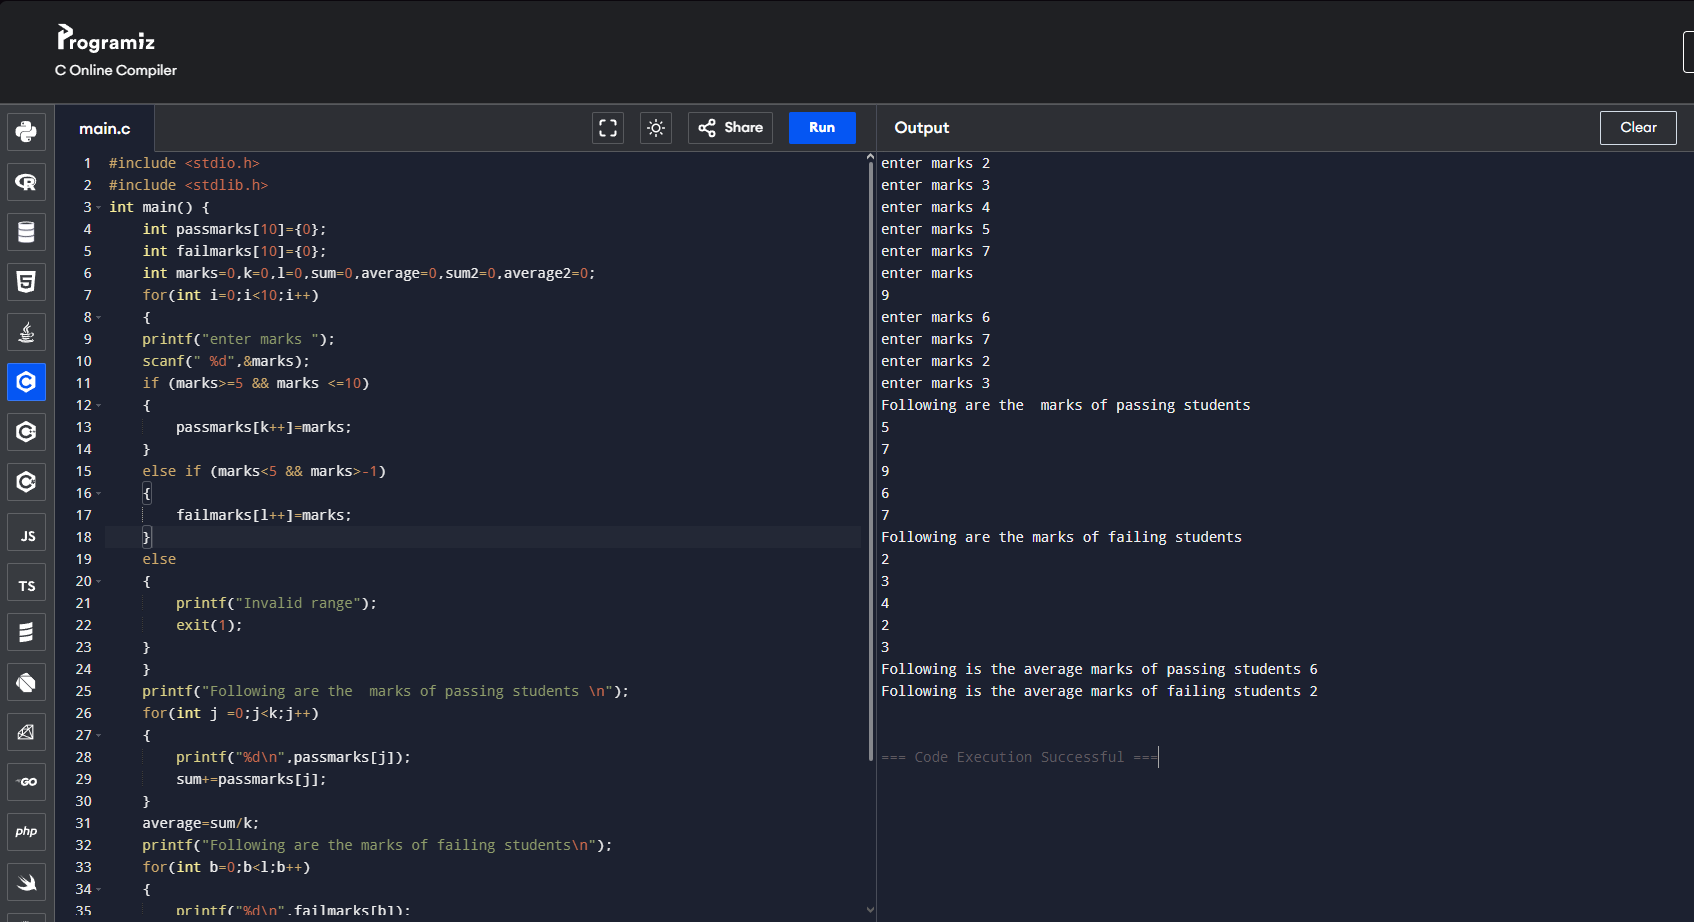 Programiz
C Online Compiler
main.c
Share
Run
Output
Clear
1 #include <stdio.h>
2 #include <stdlib.h>
3 int main() {
4 int passmarks[10]={0};
5 int failmarks[10]={0};
6 int marks=0,k=0,l=0,sum=0,average=0,sum2=0,average2=0;
7 for(int i=0;i<10;i++)
8 {
9 printf("enter marks ");
10 scanf(" %d",&marks);
11 if (marks>=5 && marks <=10)
12 {
13 passmarks[k++]=marks;
14 }
15 else if (marks<5 && marks>-1)
16 {
17 failmarks[l++]=marks;
18 }
19 else
20 {
21 printf("Invalid range");
22 exit(1);
23 }
24 }
25 printf("Following are the  marks of passing students \n");
26 for(int j =0;j<k;j++)
27 {
28 printf("%d\n",passmarks[j]);
29 sum+=passmarks[j];
30 }
31 average=sum/k;
32 printf("Following are the marks of failing students\n");
33 for(int b=0;b<l;b++)
34 {
35 printf("%d\n",failmarks[b]);
enter marks 2
enter marks 3
enter marks 4
enter marks 5
enter marks 7
enter marks
9
enter marks 6
enter marks 7
enter marks 2
enter marks 3
Following are the  marks of passing students
5
7
9
6
7
Following are the marks of failing students
2
3
4
2
3
Following is the average marks of passing students 6
Following is the average marks of failing students 2
=== Code Execution Successful ===
R
5
C
C
C
JS
TS
GO
php